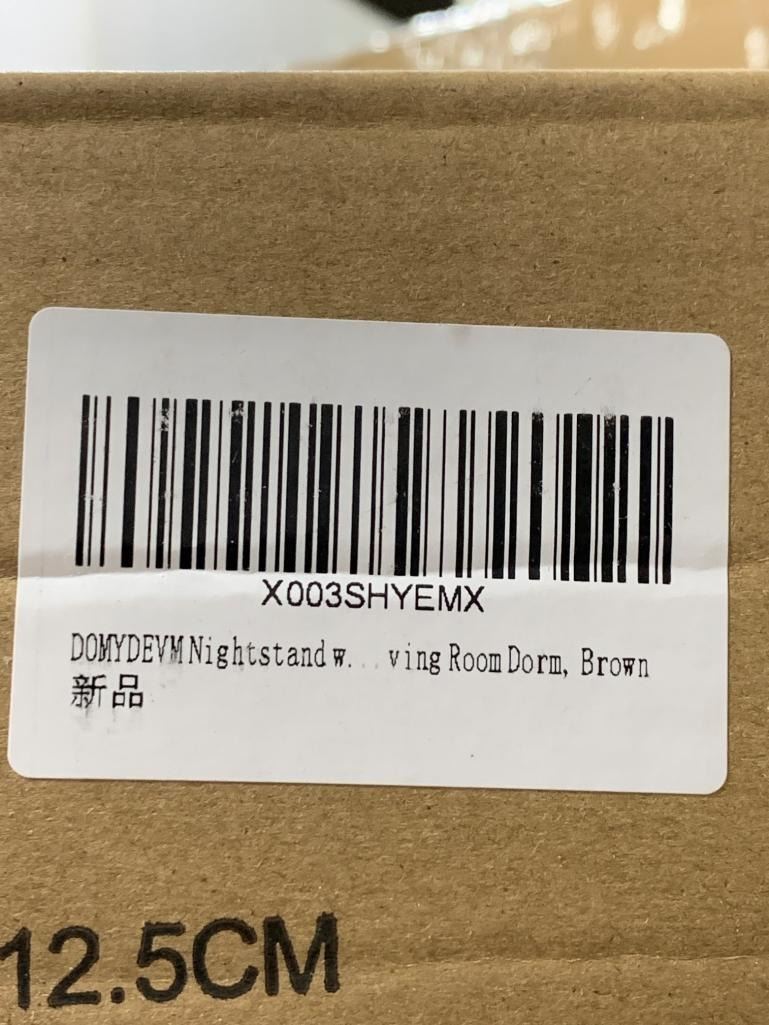 X003SHYEMX
DOMYDEVM Nightstand w... ving Room Dorm, Brown
新品
12.5CM